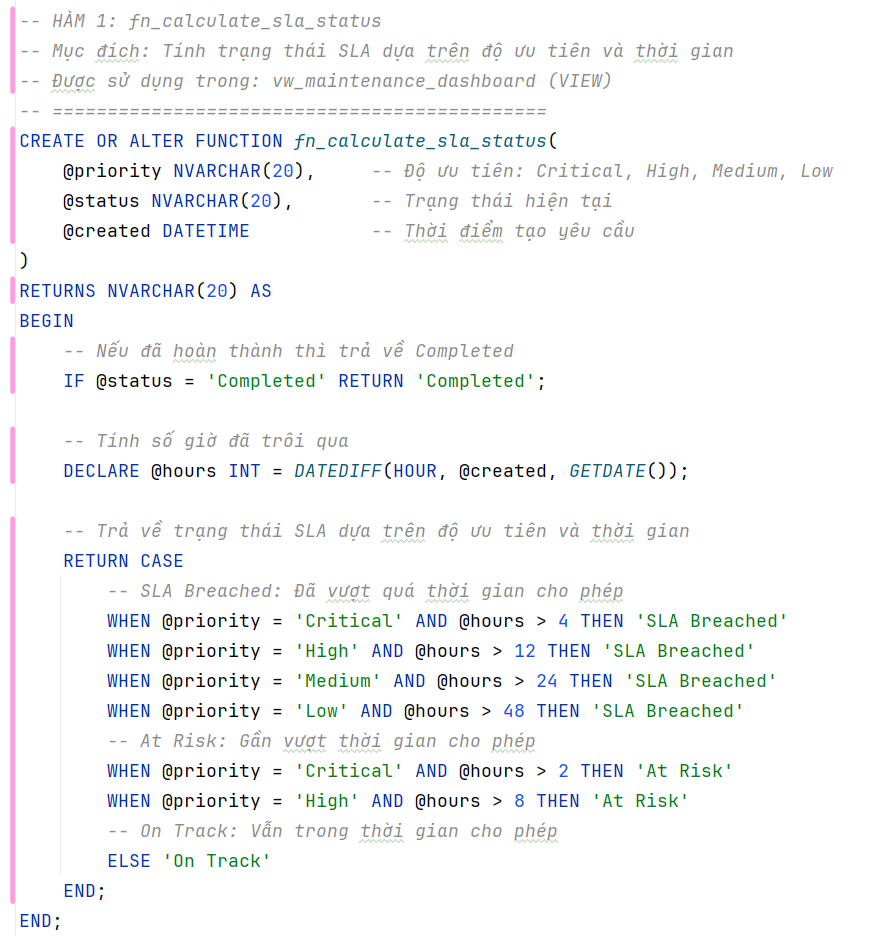 -- HÀM 1: fn_calculate_sla_status
-- Mục đích: Tính trạng thái SLA dựa trên độ ưu tiên và thời gian
-- Được sử dụng trong: vw_maintenance_dashboard (VIEW)
-- =============================================
CREATE OR ALTER FUNCTION fn_calculate_sla_status(
    @priority NVARCHAR(20),     -- Độ ưu tiên: Critical, High, Medium, Low
    @status NVARCHAR(20),       -- Trạng thái hiện tại
    @created DATETIME           -- Thời điểm tạo yêu cầu
)
RETURNS NVARCHAR(20) AS
BEGIN
    -- Nếu đã hoàn thành thì trả về Completed
    IF @status = 'Completed' RETURN 'Completed';

    -- Tính số giờ đã trôi qua
    DECLARE @hours INT = DATEDIFF(HOUR, @created, GETDATE());

    -- Trả về trạng thái SLA dựa trên độ ưu tiên và thời gian
    RETURN CASE
        -- SLA Breached: Đã vượt quá thời gian cho phép
        WHEN @priority = 'Critical' AND @hours > 4 THEN 'SLA Breached'
        WHEN @priority = 'High' AND @hours > 12 THEN 'SLA Breached'
        WHEN @priority = 'Medium' AND @hours > 24 THEN 'SLA Breached'
        WHEN @priority = 'Low' AND @hours > 48 THEN 'SLA Breached'
        -- At Risk: Gần vượt thời gian cho phép
        WHEN @priority = 'Critical' AND @hours > 2 THEN 'At Risk'
        WHEN @priority = 'High' AND @hours > 8 THEN 'At Risk'
        -- On Track: Vẫn trong thời gian cho phép
        ELSE 'On Track'
    END;
END;